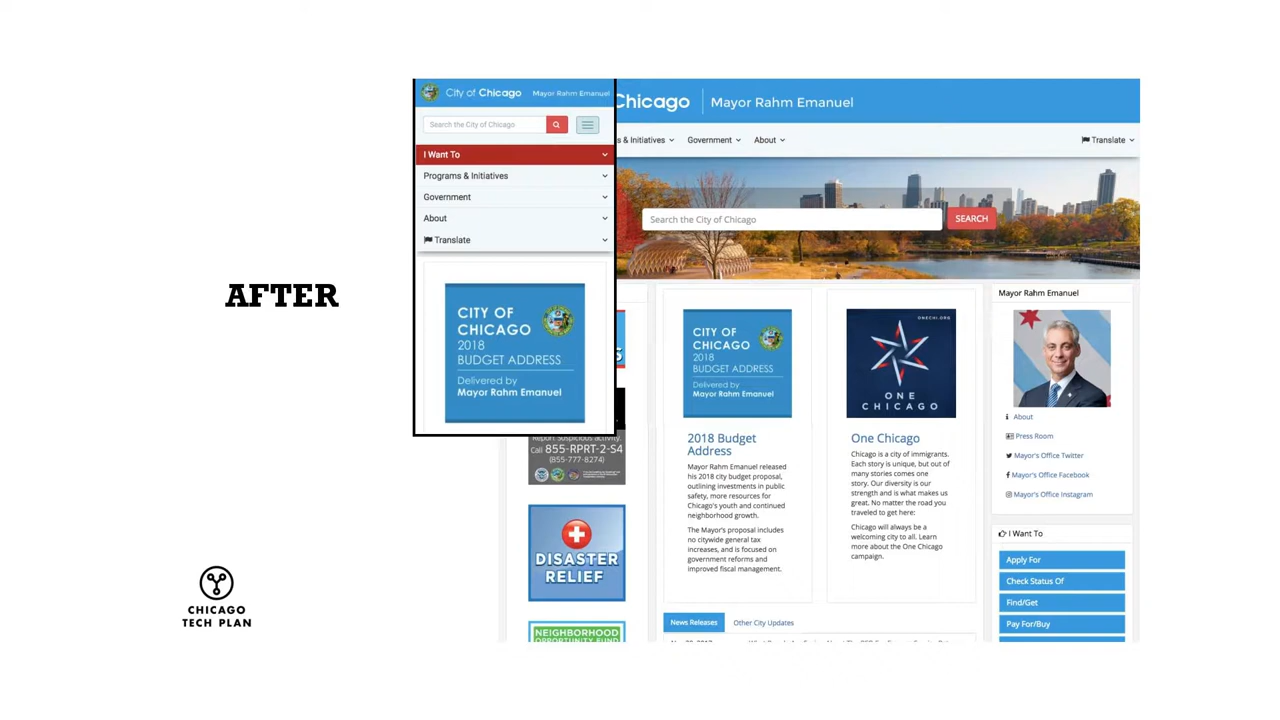 AFTER
CHICAGO
TECH PLAN
City of Chicago Mayor Rahm Emanuel
Search the City of Chicago
I Want To
Programs & Initiatives
Government
About
Translate
CITY OF
CHICAGO
2018
BUDGET ADDRESS
Delivered by
Mayor Rahm Emanuel
Chicago Mayor Rahm Emanuel
s & Initiatives Government About Translate
Search the City of Chicago SEARCH
Report suspicious activity.
Call 855-RPRT-2-S4
(855-777-8274)
DISASTER
RELIEF
NEIGHBORHOOD
OPPORTUNITY FUND
CITY OF
CHICAGO
2018
BUDGET ADDRESS
Delivered by
Mayor Rahm Emanuel
2018 Budget
Address
Mayor Rahm Emanuel released
his 2018 city budget proposal,
outlining investments in public
safety, more resources for
Chicago's youth and continued
neighborhood growth.
The Mayor's proposal includes
no citywide general tax
increases, and is focused on
government reforms and
improved fiscal management.
ONECHI.ORG
ONE
CHICAGO
One Chicago
Chicago is a city of immigrants.
Each story is unique, but out of
many stories comes one
story. Our diversity is our
strength and is what makes us
great. No matter the road you
traveled to get here:
Chicago will always be a
welcoming city to all. Learn
more about the One Chicago
campaign.
News Releases Other City Updates
Mayor Rahm Emanuel
About
Press Room
Mayor's Office Twitter
Mayor's Office Facebook
Mayor's Office Instagram
I Want To
Apply For
Check Status Of
Find/Get
Pay For/Buy